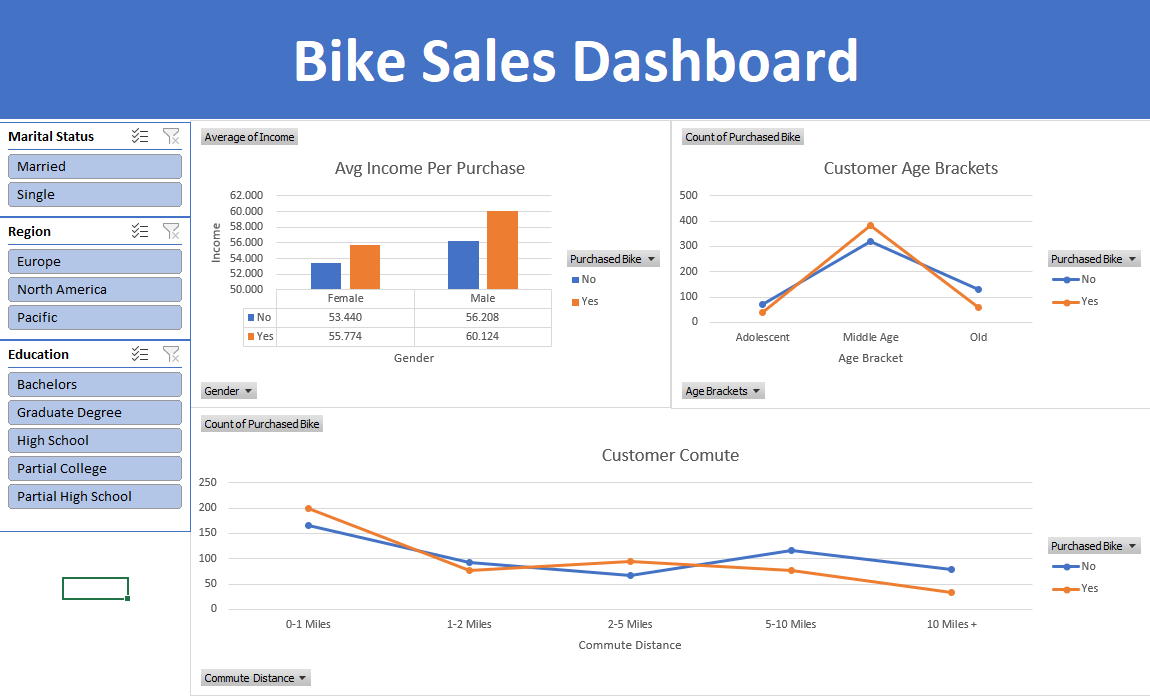 Bike Sales Dashboard
Marital Status
Married
Single
Region
Europe
North America
Pacific
Education
Bachelors
Graduate Degree
High School
Partial College
Partial High School
Average of Income
Avg Income Per Purchase
62.000
60.000
58.000
56.000
54.000
52.000
50.000
Income
Female Male
No 53.440 56.208
Yes 55.774 60.124
Gender
Purchased Bike
No
Yes
Gender
Count of Purchased Bike
Customer Age Brackets
500
400
300
200
100
0
Adolescent Middle Age Old
Age Bracket
Purchased Bike
No
Yes
Age Brackets
Count of Purchased Bike
Customer Comute
250
200
150
100
50
0
0-1 Miles 1-2 Miles 2-5 Miles 5-10 Miles 10 Miles +
Commute Distance
Purchased Bike
No
Yes
Commute Distance